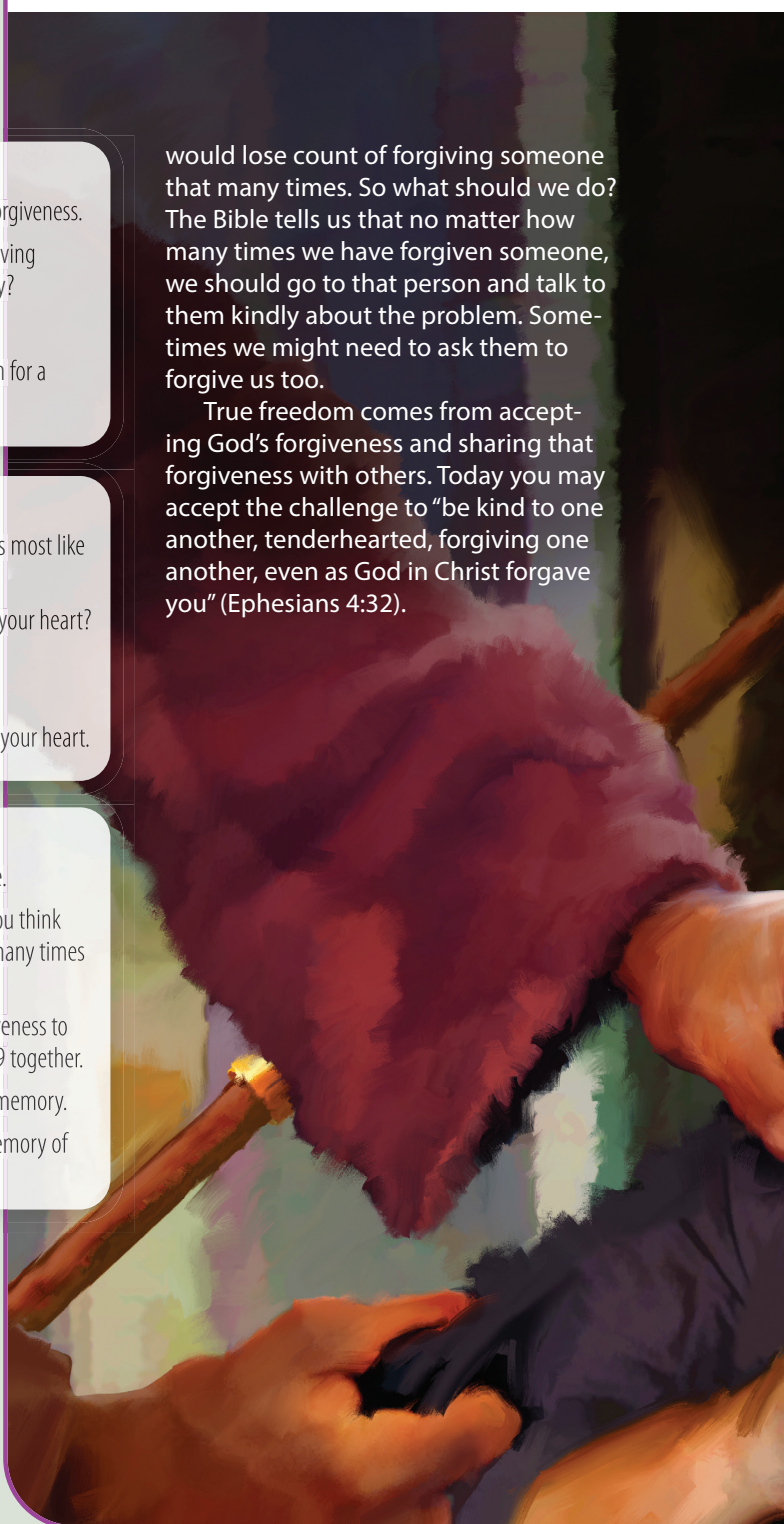 rgiveness.
ving
y?
n for a
s most like
your heart?
your heart.
e.
ou think
nany times
eness to
9 together.
memory.
emory of
would lose count of forgiving someone
that many times. So what should we do?
The Bible tells us that no matter how
many times we have forgiven someone,
we should go to that person and talk to
them kindly about the problem. Some-
times we might need to ask them to
forgive us too.
True freedom comes from accept-
ing God’s forgiveness and sharing that
forgiveness with others. Today you may
accept the challenge to “be kind to one
another, tenderhearted, forgiving one
another, even as God in Christ forgave
you” (Ephesians 4:32).